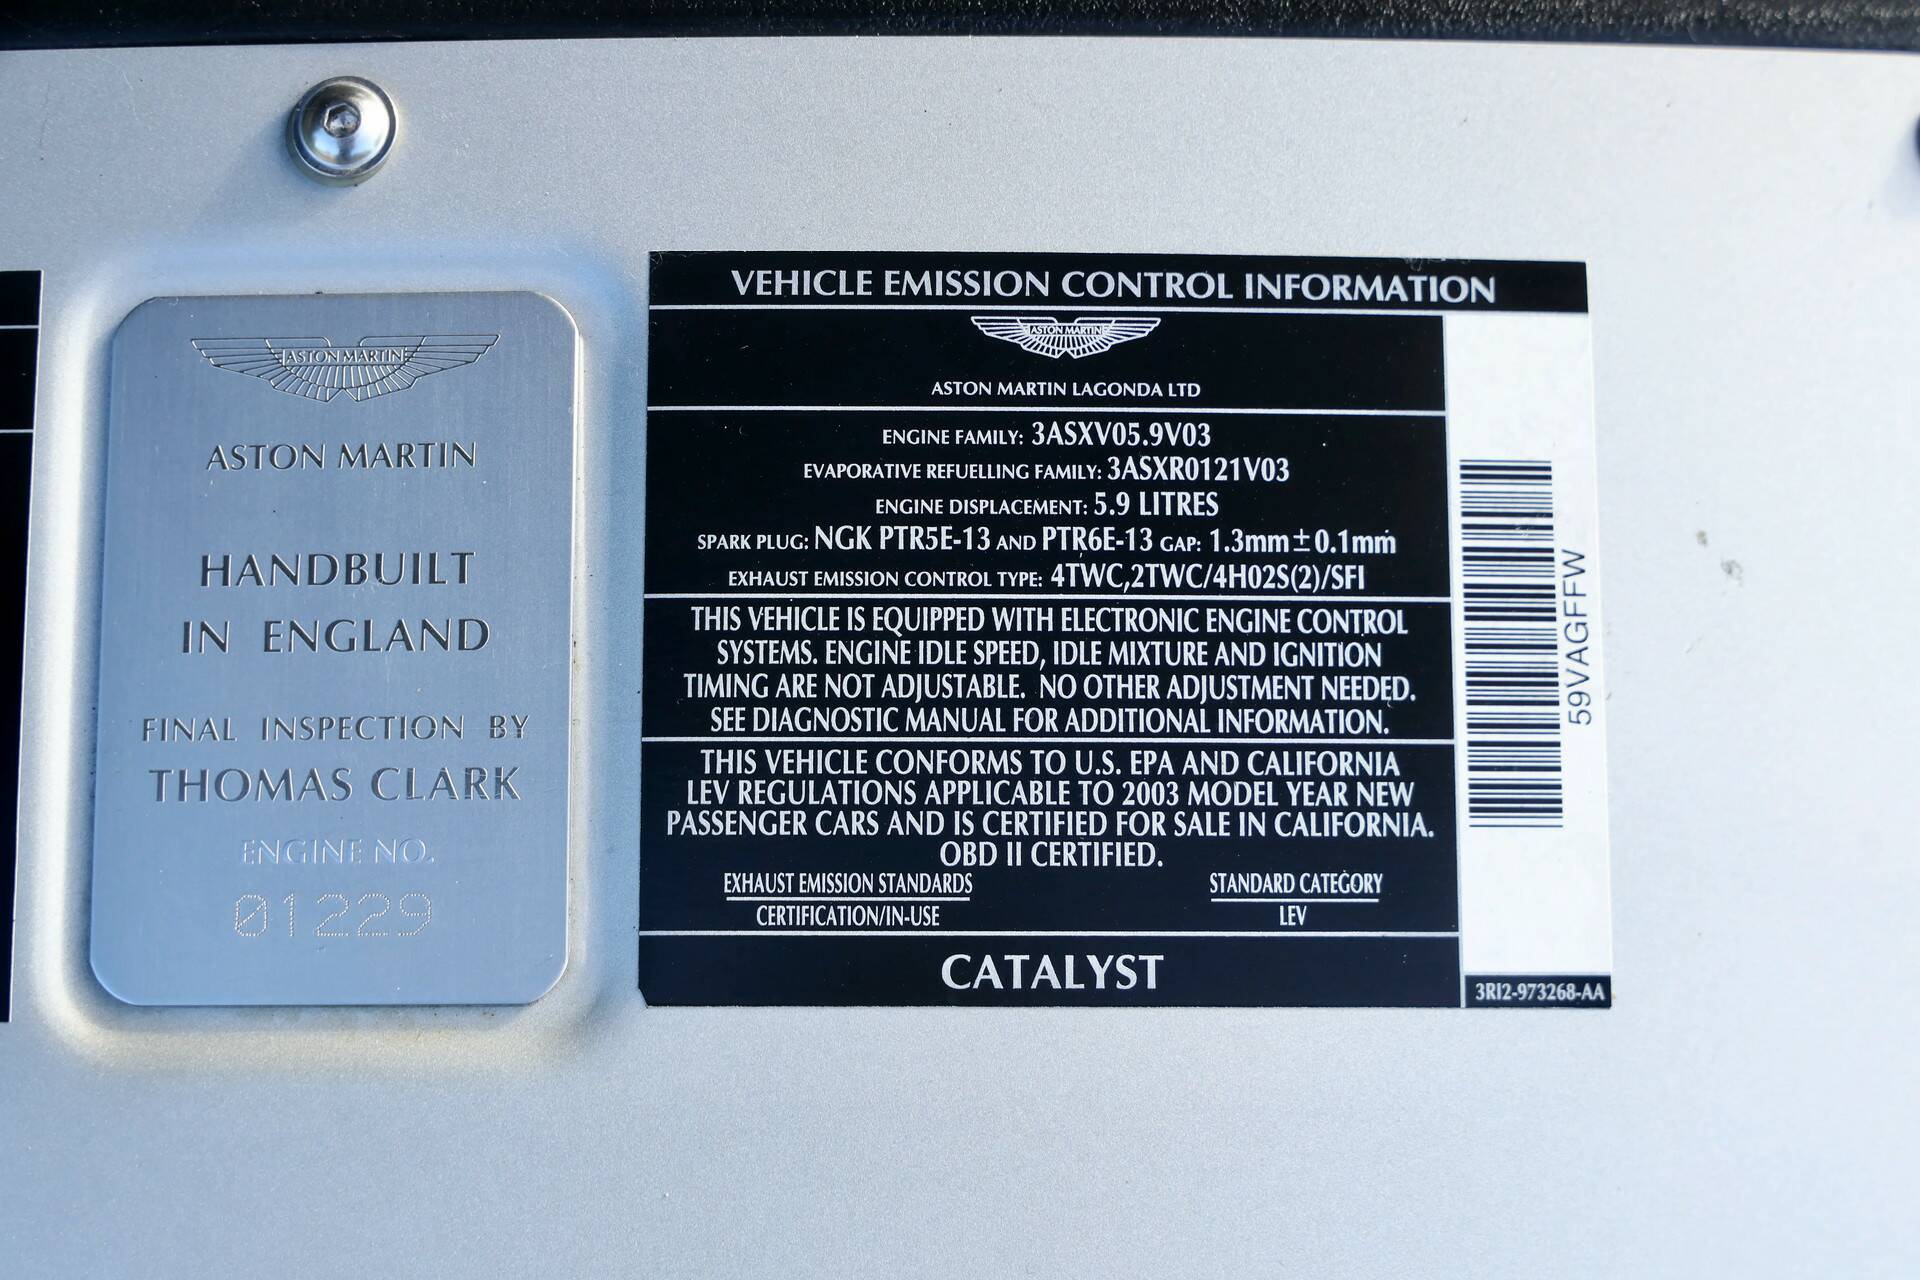 ASTON MARTIN
ASTON MARTIN
HANDBUILT
IN ENGLAND
FINAL INSPECTION BY
THOMAS CLARK
ENGINE NO.
01229
VEHICLE EMISSION CONTROL INFORMATION
ASTON MARTIN
ASTON MARTIN LAGONDA LTD
ENGINE FAMILY: 3ASXV05.9V03
EVAPORATIVE REFUELLING FAMILY: 3ASXR0121V03
ENGINE DISPLACEMENT: 5.9 LITRES
SPARK PLUG: NGK PTR5E-13 AND PTR6E-13 GAP: 1.3mm±0.1mm
EXHAUST EMISSION CONTROL TYPE: 4TWC,2TWC/4H02S(2)/SFI
THIS VEHICLE IS EQUIPPED WITH ELECTRONIC ENGINE CONTROL
SYSTEMS. ENGINE IDLE SPEED, IDLE MIXTURE AND IGNITION
TIMING ARE NOT ADJUSTABLE. NO OTHER ADJUSTMENT NEEDED.
SEE DIAGNOSTIC MANUAL FOR ADDITIONAL INFORMATION.
THIS VEHICLE CONFORMS TO U.S. EPA AND CALIFORNIA
LEV REGULATIONS APPLICABLE TO 2003 MODEL YEAR NEW
PASSENGER CARS AND IS CERTIFIED FOR SALE IN CALIFORNIA.
OBD II CERTIFIED.
EXHAUST EMISSION STANDARDS STANDARD CATEGORY
CERTIFICATION/IN-USE LEV
CATALYST
59VAGFFW
3RI2-973268-AA